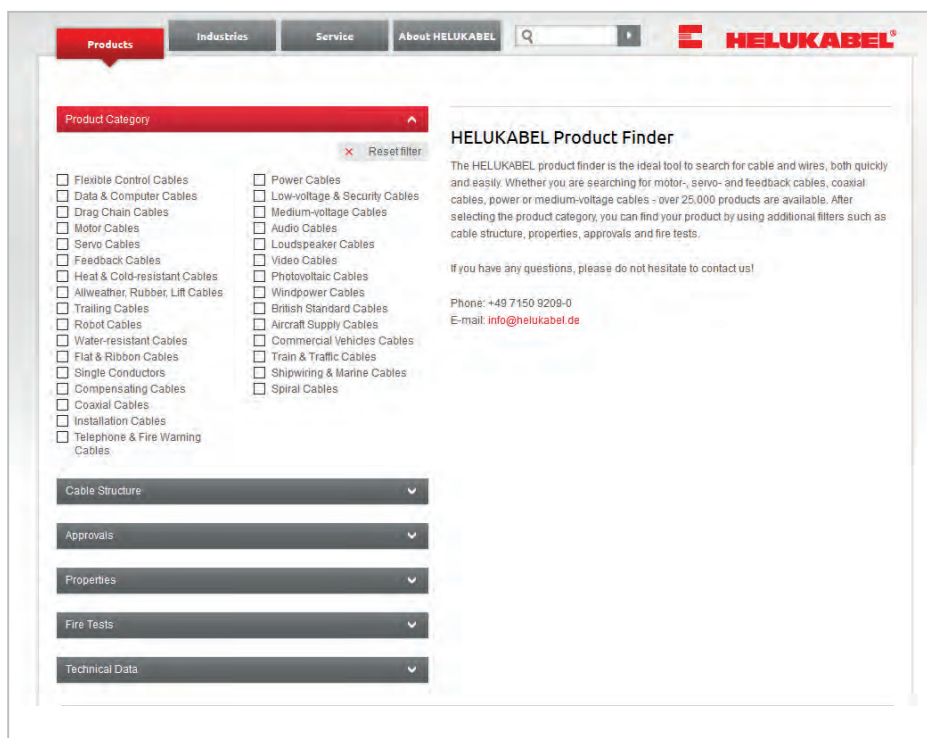 Products
Industries
Service
About HELUKABEL
HELUKABEL®
Product Category
Reset filter
Flexible Control Cables
Data & Computer Cables
Drag Chain Cables
Motor Cables
Servo Cables
Feedback Cables
Heat & Cold-resistant Cables
Allweather, Rubber, Lift Cables
Trailing Cables
Robot Cables
Water-resistant Cables
Flat & Ribbon Cables
Single Conductors
Compensating Cables
Coaxial Cables
Installation Cables
Telephone & Fire Warning
Cables
Power Cables
Low-voltage & Security Cables
Medium-voltage Cables
Audio Cables
Loudspeaker Cables
Video Cables
Photovoltaic Cables
Windpower Cables
British Standard Cables
Aircraft Supply Cables
Commercial Vehicles Cables
Train & Traffic Cables
Shipwiring & Marine Cables
Spiral Cables
Cable Structure
Approvals
Properties
Fire Tests
Technical Data
HELUKABEL Product Finder
The HELUKABEL product finder is the ideal tool to search for cable and wires, both quickly
and easily. Whether you are searching for motor-, servo- and feedback cables, coaxial
cables, power or medium-voltage cables - over 25.000 products are available. After
selecting the product category, you can find your product by using additional filters such as
cable structure, properties, approvals and fire tests.
If you have any questions, please do not hesitate to contact us!
Phone: +49 7150 9209-0
E-mail: info@helukabel.de